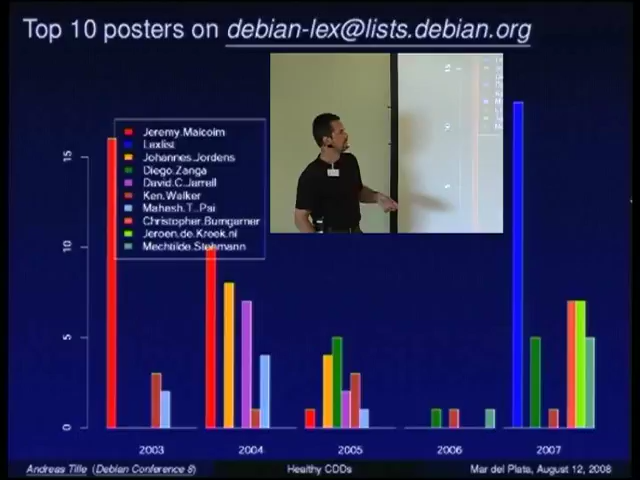 Top 10 posters on debian-lex@lists.debian.org
Jeremy.Malcolm
Lexlist
Johannes.Jordens
Diego.Zanga
David.C.Jarrell
Ken.Walker
Mahesh.T..Pai
Christopher.Bumgarner
Jeroen.de.Kreek.nl
Mechtilde.Stehmann
15
10
5
0
2003 2004 2005 2006 2007
Andreas Tille (Debian Conference 8) Healthy CDDs Mar del Plata, August 12, 2008